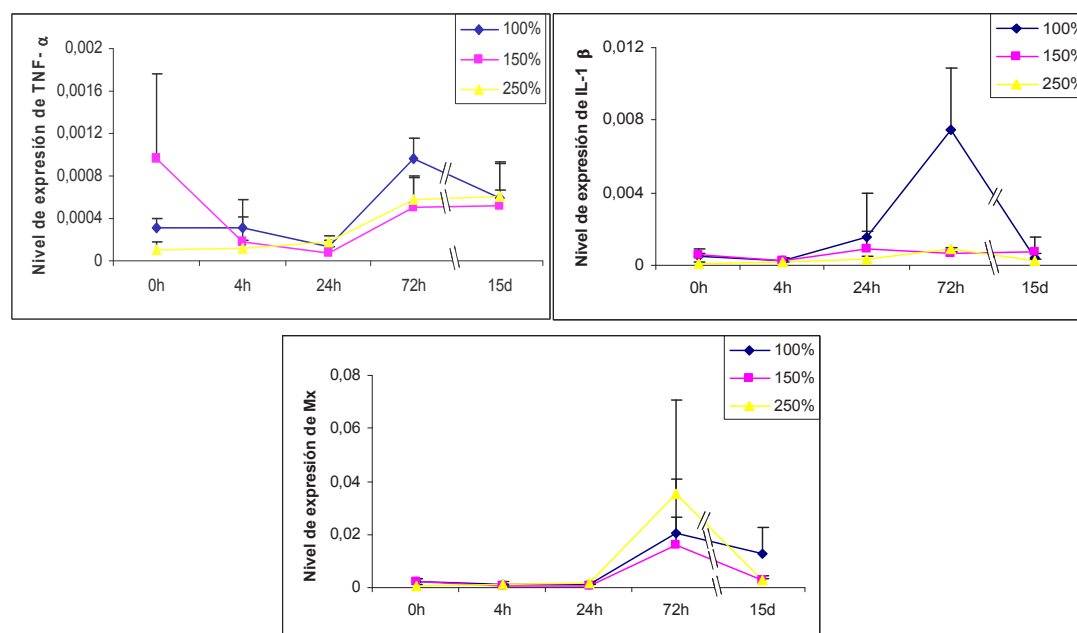 Nivel de expresión de TNF- α
0,002
0,0016
0,0012
0,0008
0,0004
0
0h
4h
24h
72h
15d
100%
150%
250%
Nivel de expresión de IL-1 β
0,012
0,008
0,004
0
0h
4h
24h
72h
15d
100%
150%
250%
Nivel de expresión de Mx
0,08
0,06
0,04
0,02
0
0h
4h
24h
72h
15d
100%
150%
250%